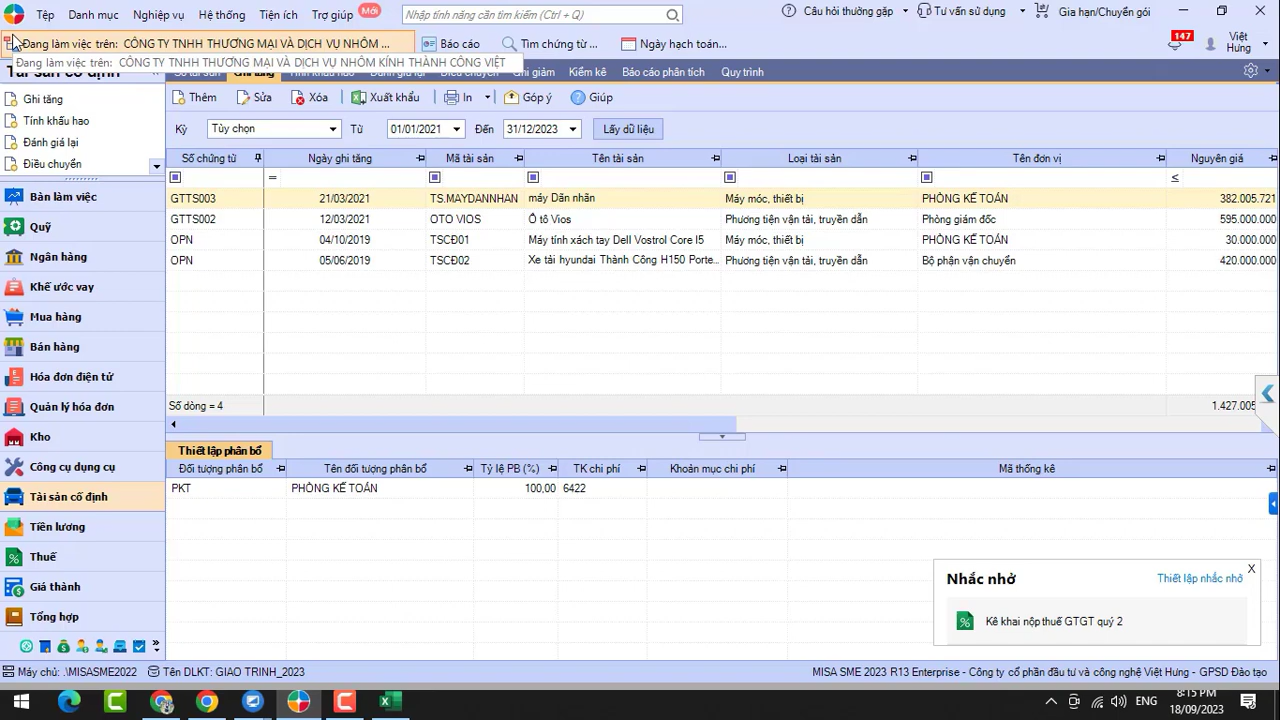 Tệp Danh mục Nghiệp vụ Hệ thống Tiện ích Trợ giúp Mới Nhập tính năng cần tìm kiếm (Ctrl + Q) Câu hỏi thường gặp Tư vấn sử dụng Gia hạn/Chuyển gói
Đang làm việc trên: CÔNG TY TNHH THƯƠNG MẠI VÀ DỊCH VỤ NHÔM ... Báo cáo Tìm chứng từ ... Ngày hạch toán... 147 Việt Hưng
Đang làm việc trên: CÔNG TY TNHH THƯƠNG MẠI VÀ DỊCH VỤ NHÔM KÍNH THÀNH CÔNG VIỆT
Tài sản cố định Ghi tăng Tính khấu hao Đánh giá lại Điều chuyển Ghi giảm Kiểm kê Báo cáo phân tích Quy trình
Ghi tăng
Tính khấu hao
Đánh giá lại
Điều chuyển
Bàn làm việc
Quỹ
Ngân hàng
Khế ước vay
Mua hàng
Bán hàng
Hóa đơn điện tử
Quản lý hóa đơn
Kho
Công cụ dụng cụ
Tài sản cố định
Tiền lương
Thuế
Giá thành
Tổng hợp
Thêm Sửa Xóa Xuất khẩu In Góp ý Giúp
Kỳ Tùy chọn Từ 01/01/2021 Đến 31/12/2023 Lấy dữ liệu
Số chứng từ Ngày ghi tăng Mã tài sản Tên tài sản Loại tài sản Tên đơn vị Nguyên giá
= ≤
GTTS003 21/03/2021 TS.MAYDANNHAN máy Dãn nhãn Máy móc, thiết bị PHÒNG KẾ TOÁN 382.005.721
GTTS002 12/03/2021 OTO VIOS Ô tô Vios Phương tiện vận tải, truyền dẫn Phòng giám đốc 595.000.000
OPN 04/10/2019 TSCĐ01 Máy tính xách tay Dell Vostrol Core I5 Máy móc, thiết bị PHÒNG KẾ TOÁN 30.000.000
OPN 05/06/2019 TSCĐ02 Xe tải hyundai Thành Công H150 Porte... Phương tiện vận tải, truyền dẫn Bộ phận vận chuyển 420.000.000
Số dòng = 4 1.427.005
Thiết lập phân bổ
Đối tượng phân bổ Tên đối tượng phân bổ Tỷ lệ PB (%) TK chi phí Khoản mục chi phí Mã thống kê
PKT PHÒNG KẾ TOÁN 100,00 6422
Nhắc nhở Thiết lập nhắc nhở X
Kê khai nộp thuế GTGT quý 2
Máy chủ: .\MISASME2022 Tên DLKT: GIAO TRINH_2023 MISA SME 2023 R13 Enterprise - Công ty cổ phần đầu tư và công nghệ Việt Hưng - GPSD Đào tạo
ENG 8:15 PM
18/09/2023